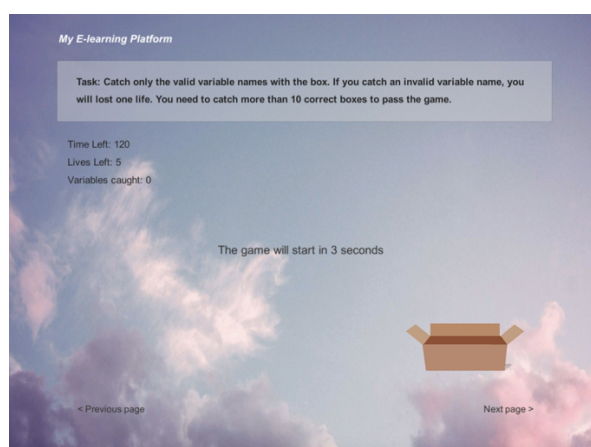 My E-learning Platform
Task: Catch only the valid variable names with the box. If you catch an invalid variable name, you
will lost one life. You need to catch more than 10 correct boxes to pass the game.
Time Left: 120
Lives Left: 5
Variables caught: 0
The game will start in 3 seconds
< Previous page
Next page >